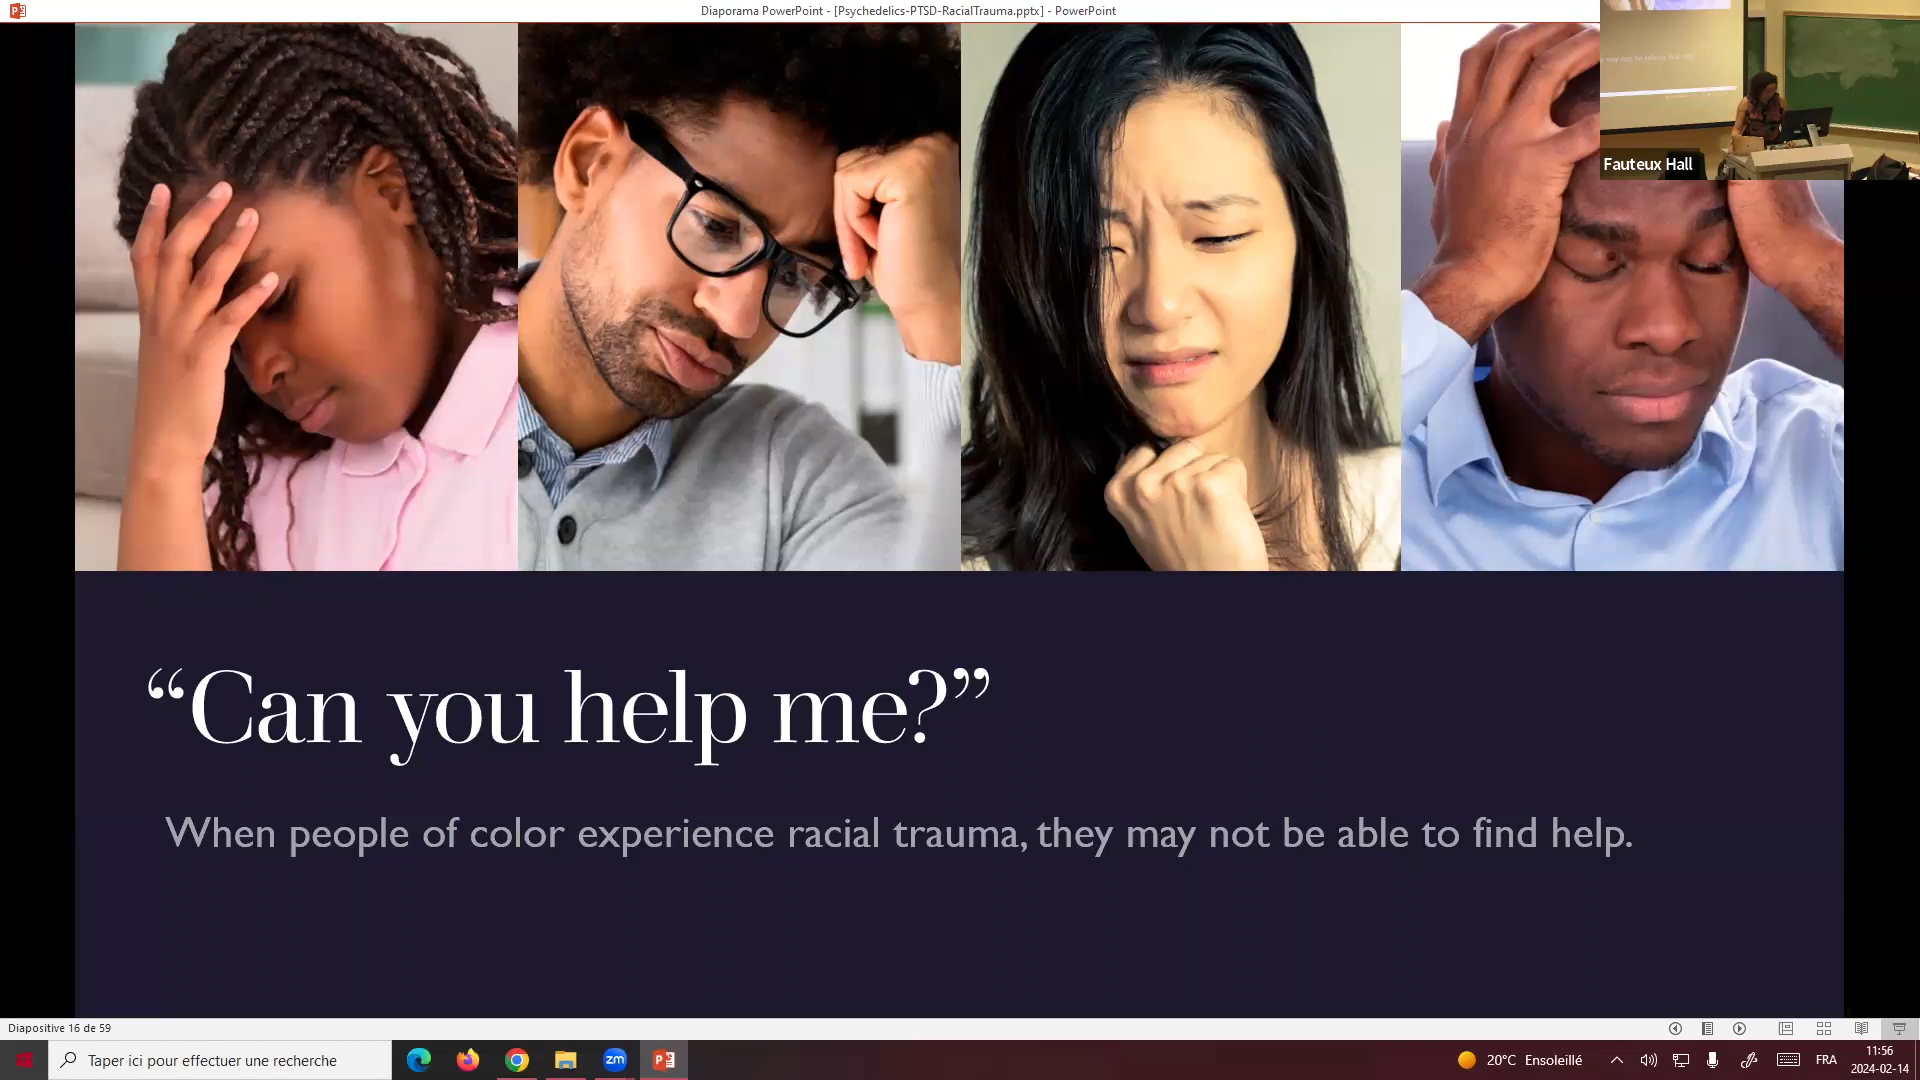 Diaporama PowerPoint - [Psychedelics-PTSD-RacialTrauma.pptx] - PowerPoint
Fauteux Hall
“Can you help me?”
When people of color experience racial trauma, they may not be able to find help.
Diapositive 16 de 59
Taper ici pour effectuer une recherche
zm
20°C Ensoleillé
FRA
11:56
2024-02-14